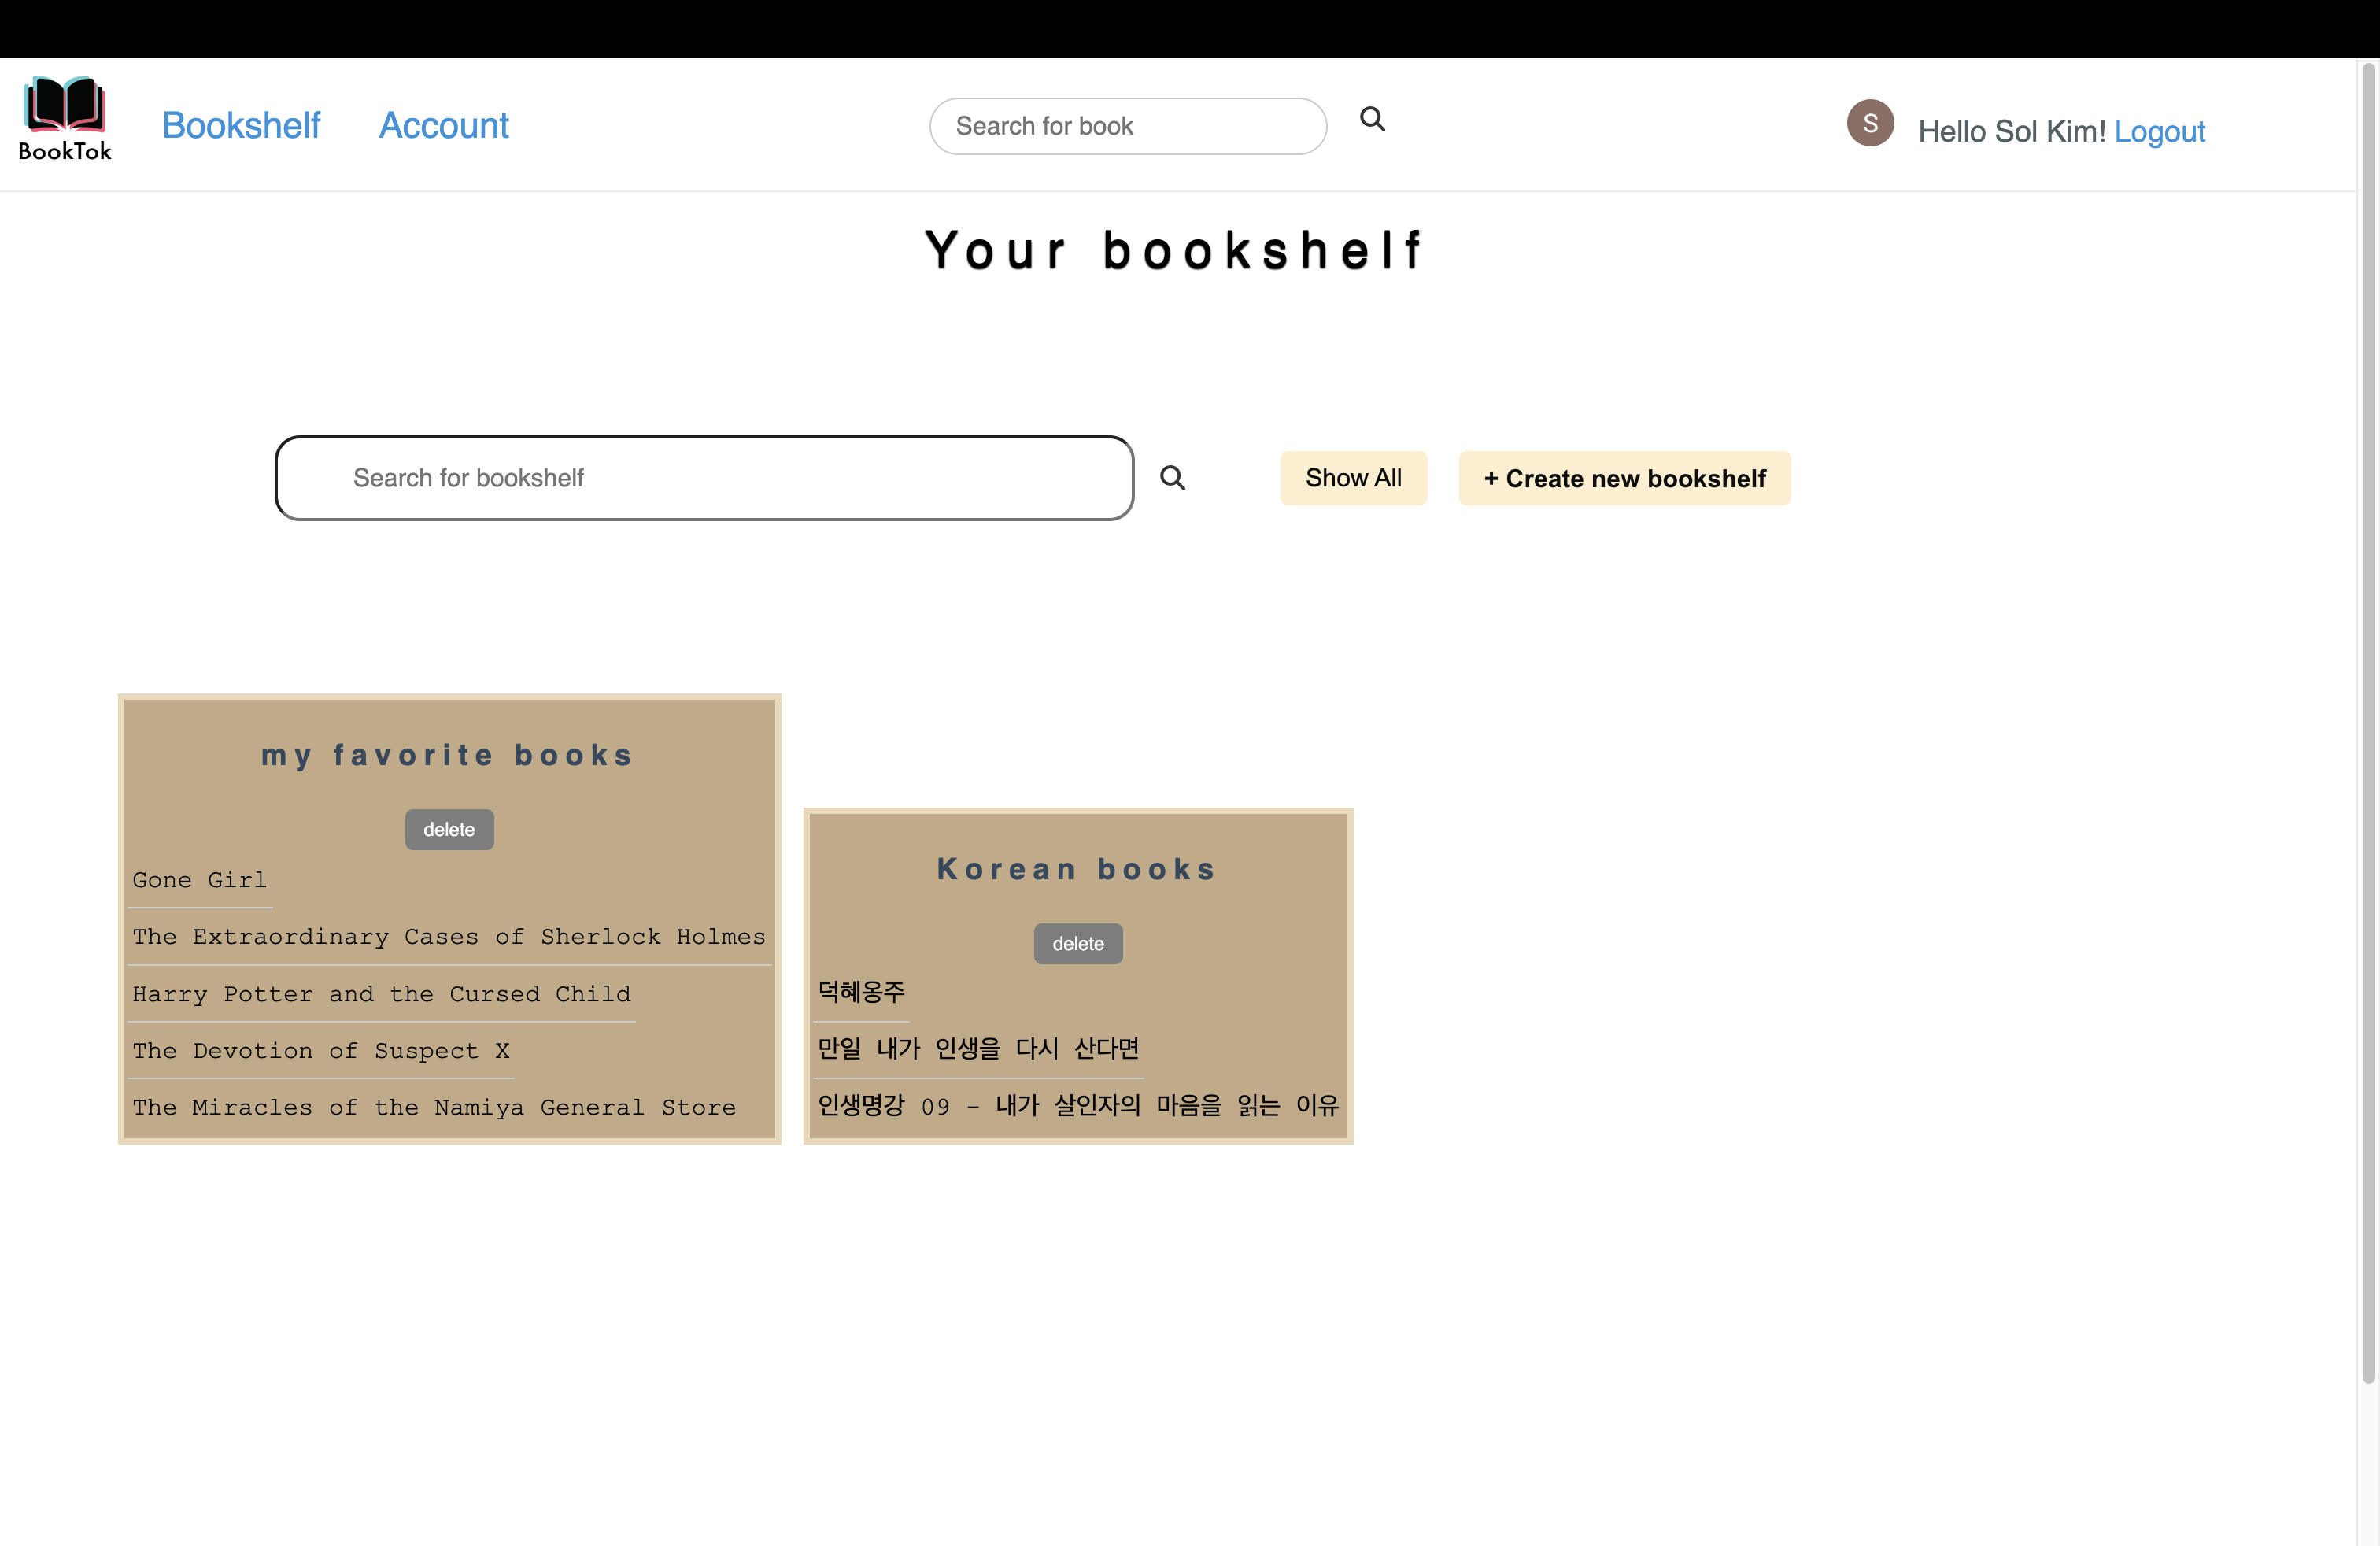 BookTok
Bookshelf
Account
Search for book
S
Hello Sol Kim! Logout
Your bookshelf
Search for bookshelf
Show All
+ Create new bookshelf
my favorite books
delete
Gone Girl
The Extraordinary Cases of Sherlock Holmes
Harry Potter and the Cursed Child
The Devotion of Suspect X
The Miracles of the Namiya General Store
Korean books
delete
덕혜옹주
만일 내가 인생을 다시 산다면
인생명강 09 - 내가 살인자의 마음을 읽는 이유